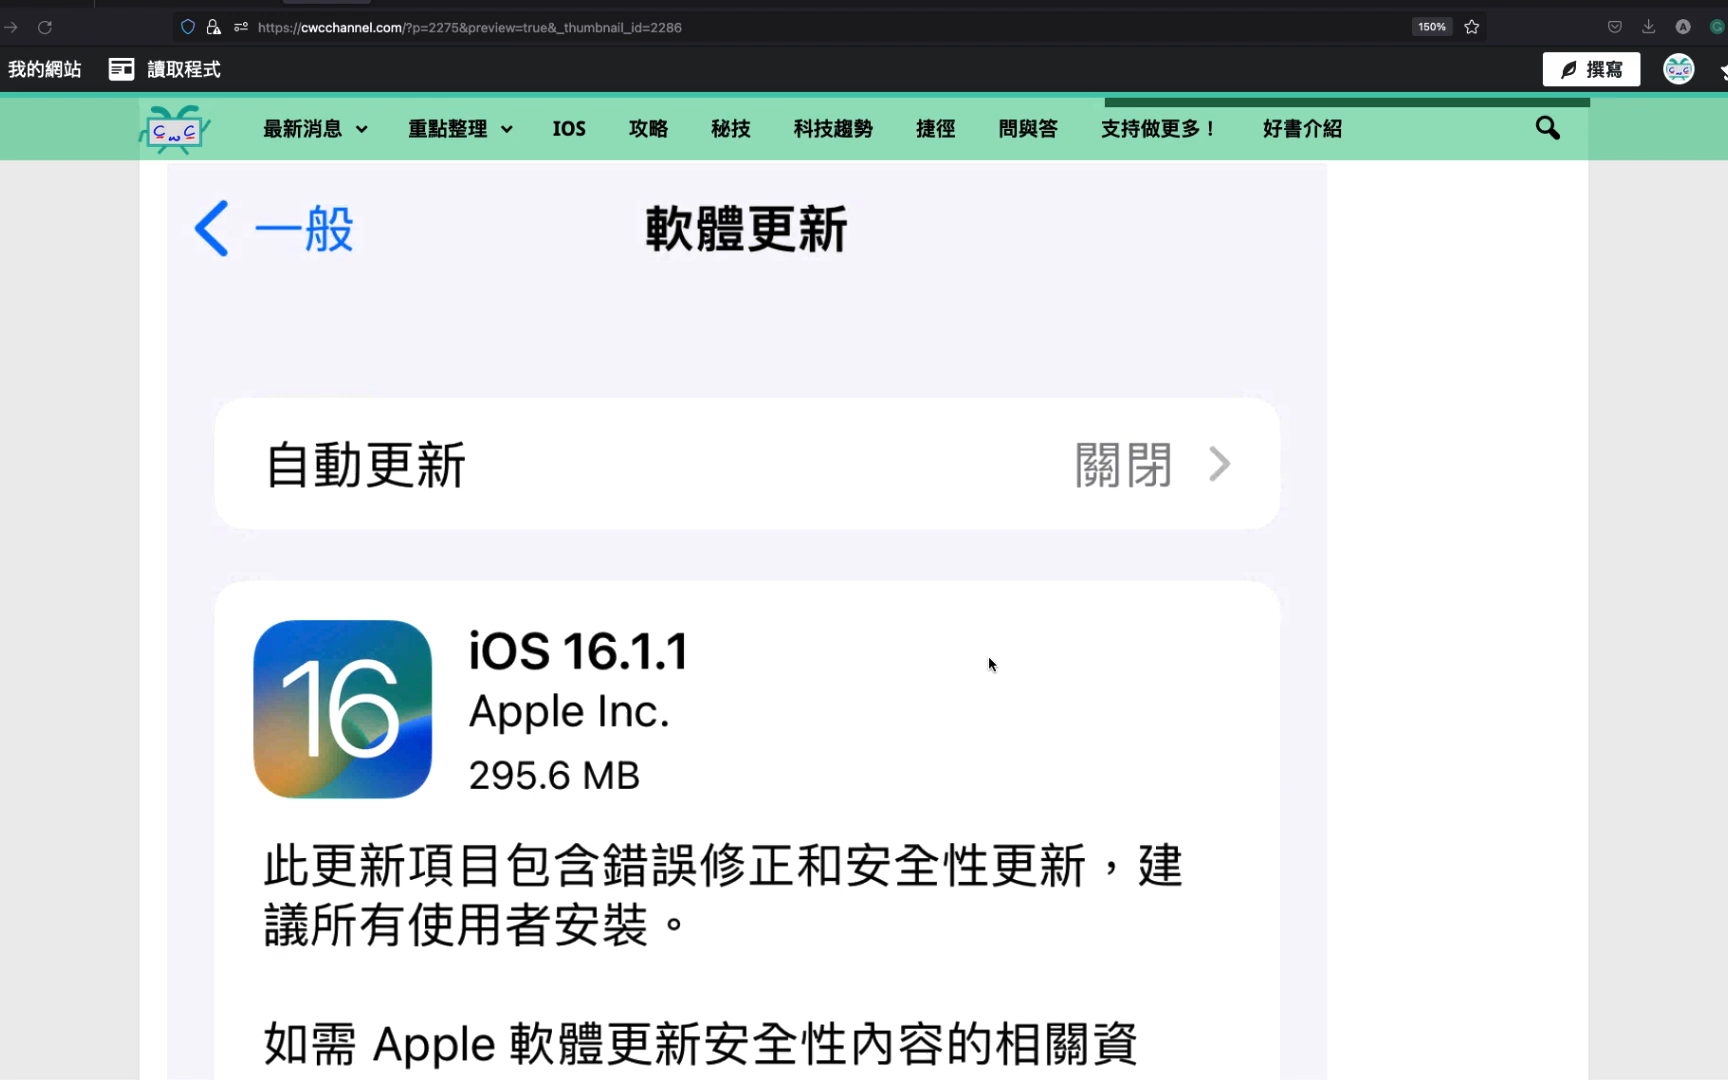 https://cwcchannel.com/?p=2275&preview=true&_thumbnail_id=2286
150%
我的網站
讀取程式
撰寫
CwC
最新消息
重點整理
IOS
攻略
秘技
科技趨勢
捷徑
問與答
支持做更多！
好書介紹
一般
軟體更新
自動更新
關閉
16
iOS 16.1.1
Apple Inc.
295.6 MB
此更新項目包含錯誤修正和安全性更新，建
議所有使用者安裝。
如需 Apple 軟體更新安全性內容的相關資